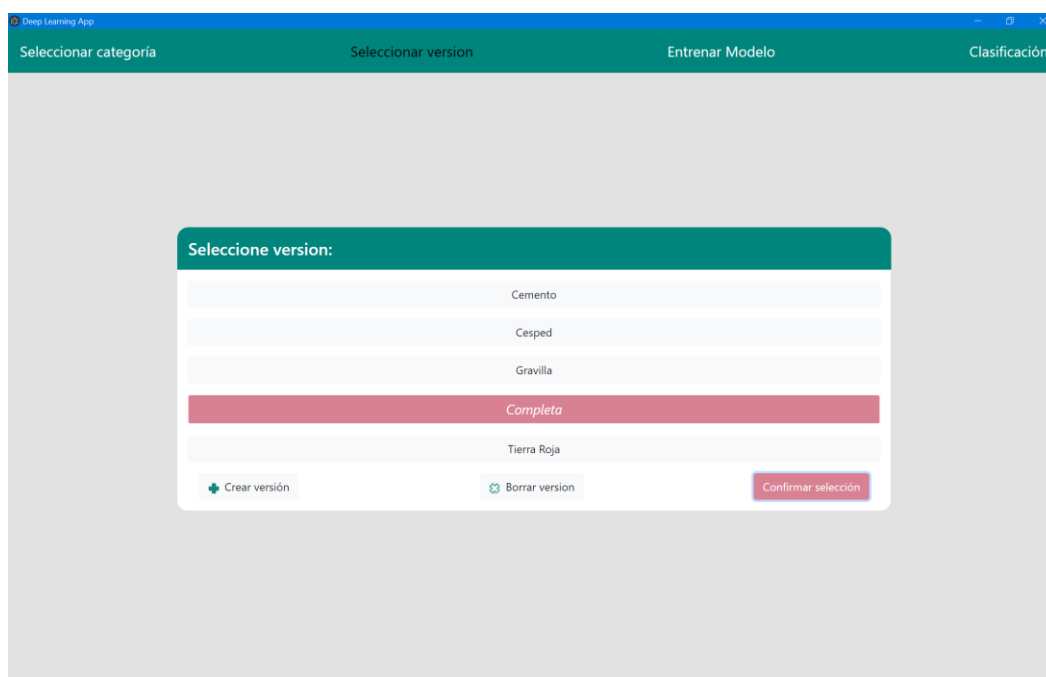 Deep Learning App
Seleccionar categoría Seleccionar version Entrenar Modelo Clasificación
Seleccione version:
Cemento
Cesped
Gravilla
Completa
Tierra Roja
Crear versión Borrar version Confirmar selección